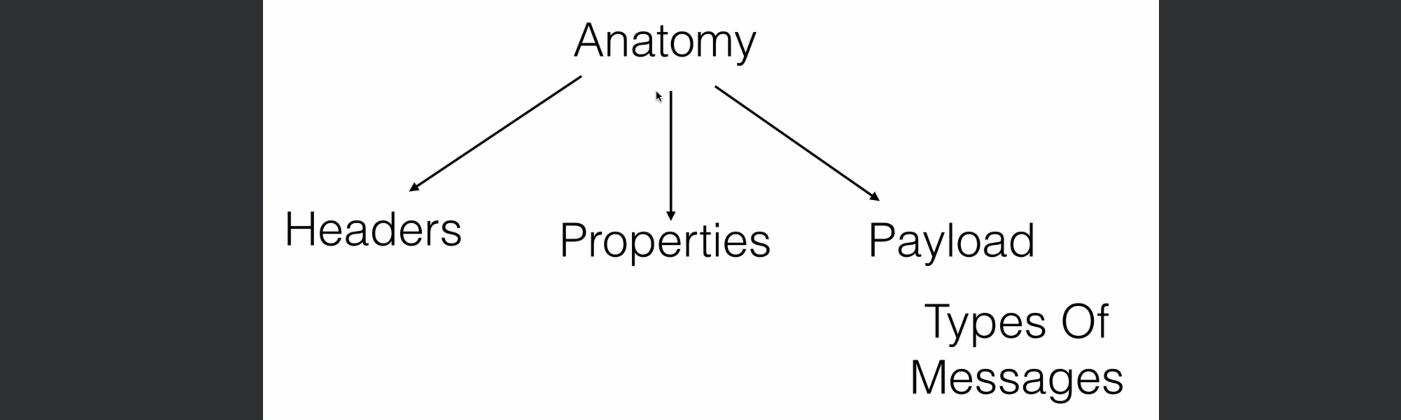 Anatomy
Headers
Properties
Payload
Types Of
Messages